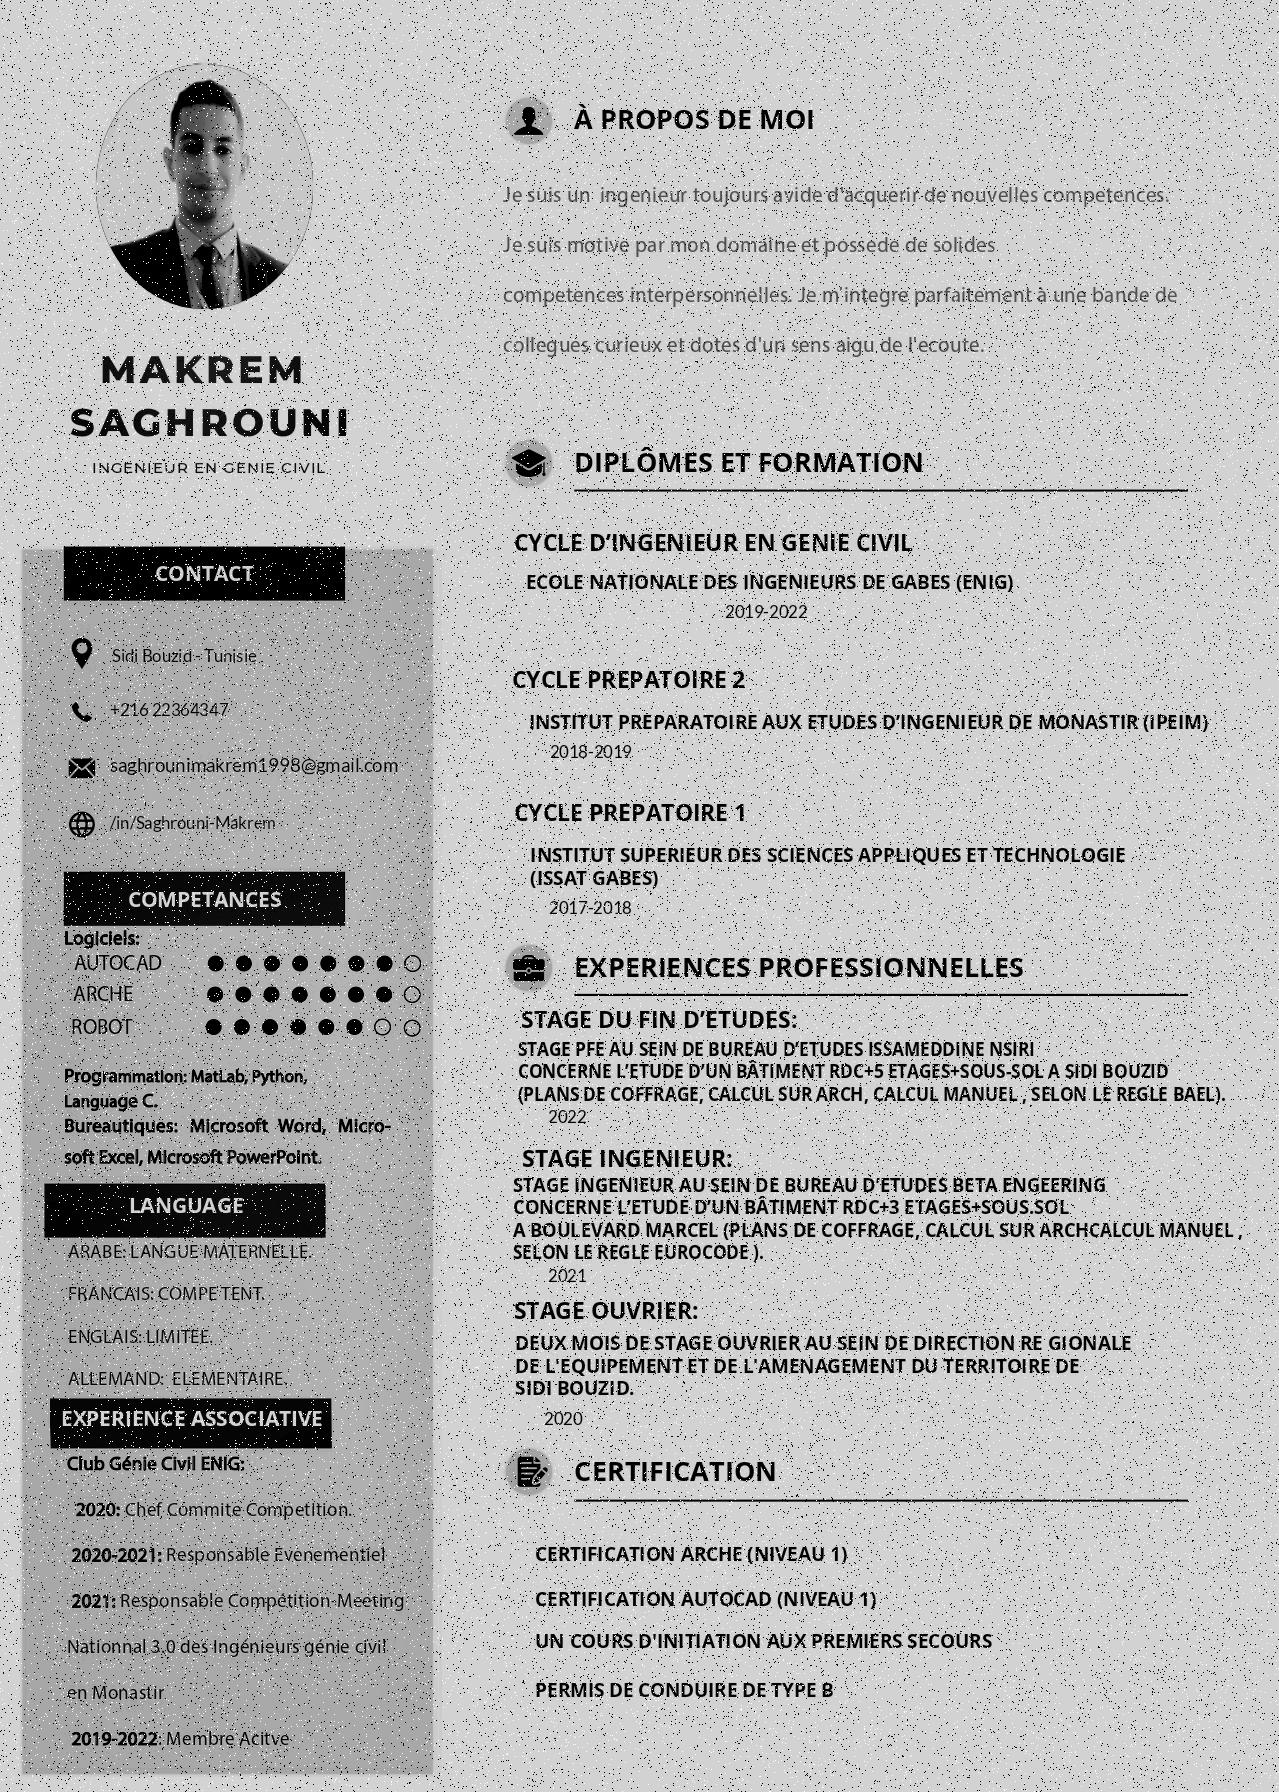 MAKREM
SAGHROUNI
INGENIEUR EN GENIE CIVIL
CONTACT
Sidi Bouzid - Tunisie
+216 22364347
saghrounimakrem1998@gmail.com
/in/Saghrouni-Makrem
COMPETANCES
Logiciels:
AUTOCAD
ARCHE
ROBOT
Programmation: MatLab, Python,
Language C.
Bureautiques: Microsoft Word, Micro-
soft Excel, Microsoft PowerPoint.
LANGUAGE
ARABE: LANGUE MATERNELLE.
FRANCAIS: COMPETENT.
ENGLAIS: LIMITEE.
ALLEMAND: ELEMENTAIRE.
EXPERIENCE ASSOCIATIVE
Club Génie Civil ENIG:
2020: Chef Commite Competition.
2020-2021: Responsable Evenementiel
2021: Responsable Compétition Meeting
Nationnal 3.0 des Ingénieurs génie civil
en Monastir
2019-2022: Membre Acitve
À PROPOS DE MOI
Je suis un ingenieur toujours avide d'acquerir de nouvelles competences.
Je suis motive par mon domaine et possede de solides
competences interpersonnelles. Je m'integre parfaitement à une bande de
collegues curieux et dotes d'un sens aigu de l'ecoute.
DIPLÔMES ET FORMATION
CYCLE D'INGENIEUR EN GENIE CIVIL
ECOLE NATIONALE DES INGENIEURS DE GABES (ENIG)
2019-2022
CYCLE PREPATOIRE 2
INSTITUT PREPARATOIRE AUX ETUDES D'INGENIEUR DE MONASTIR (IPEIM)
2018-2019
CYCLE PREPATOIRE 1
INSTITUT SUPERIEUR DES SCIENCES APPLIQUES ET TECHNOLOGIE
(ISSAT GABES)
2017-2018
EXPERIENCES PROFESSIONNELLES
STAGE DU FIN D'ETUDES:
STAGE PFE AU SEIN DE BUREAU D'ETUDES ISSAMEDDINE NSIRI
CONCERNE L'ETUDE D'UN BÂTIMENT RDC+5 ETAGES+SOUS-SOL A SIDI BOUZID
(PLANS DE COFFRAGE, CALCUL SUR ARCH, CALCUL MANUEL , SELON LE REGLE BAEL).
2022
STAGE INGENIEUR:
STAGE INGENIEUR AU SEIN DE BUREAU D'ETUDES BETA ENGEERING
CONCERNE L'ETUDE D'UN BÂTIMENT RDC+3 ETAGES+SOUS.SOL
A BOULEVARD MARCEL (PLANS DE COFFRAGE, CALCUL SUR ARCHCALCUL MANUEL ,
SELON LE REGLE EUROCODE ).
2021
STAGE OUVRIER:
DEUX MOIS DE STAGE OUVRIER AU SEIN DE DIRECTION RE GIONALE
DE L'EQUIPEMENT ET DE L'AMENAGEMENT DU TERRITOIRE DE
SIDI BOUZID.
2020
CERTIFICATION
CERTIFICATION ARCHE (NIVEAU 1)
CERTIFICATION AUTOCAD (NIVEAU 1)
UN COURS D'INITIATION AUX PREMIERS SECOURS
PERMIS DE CONDUIRE DE TYPE B